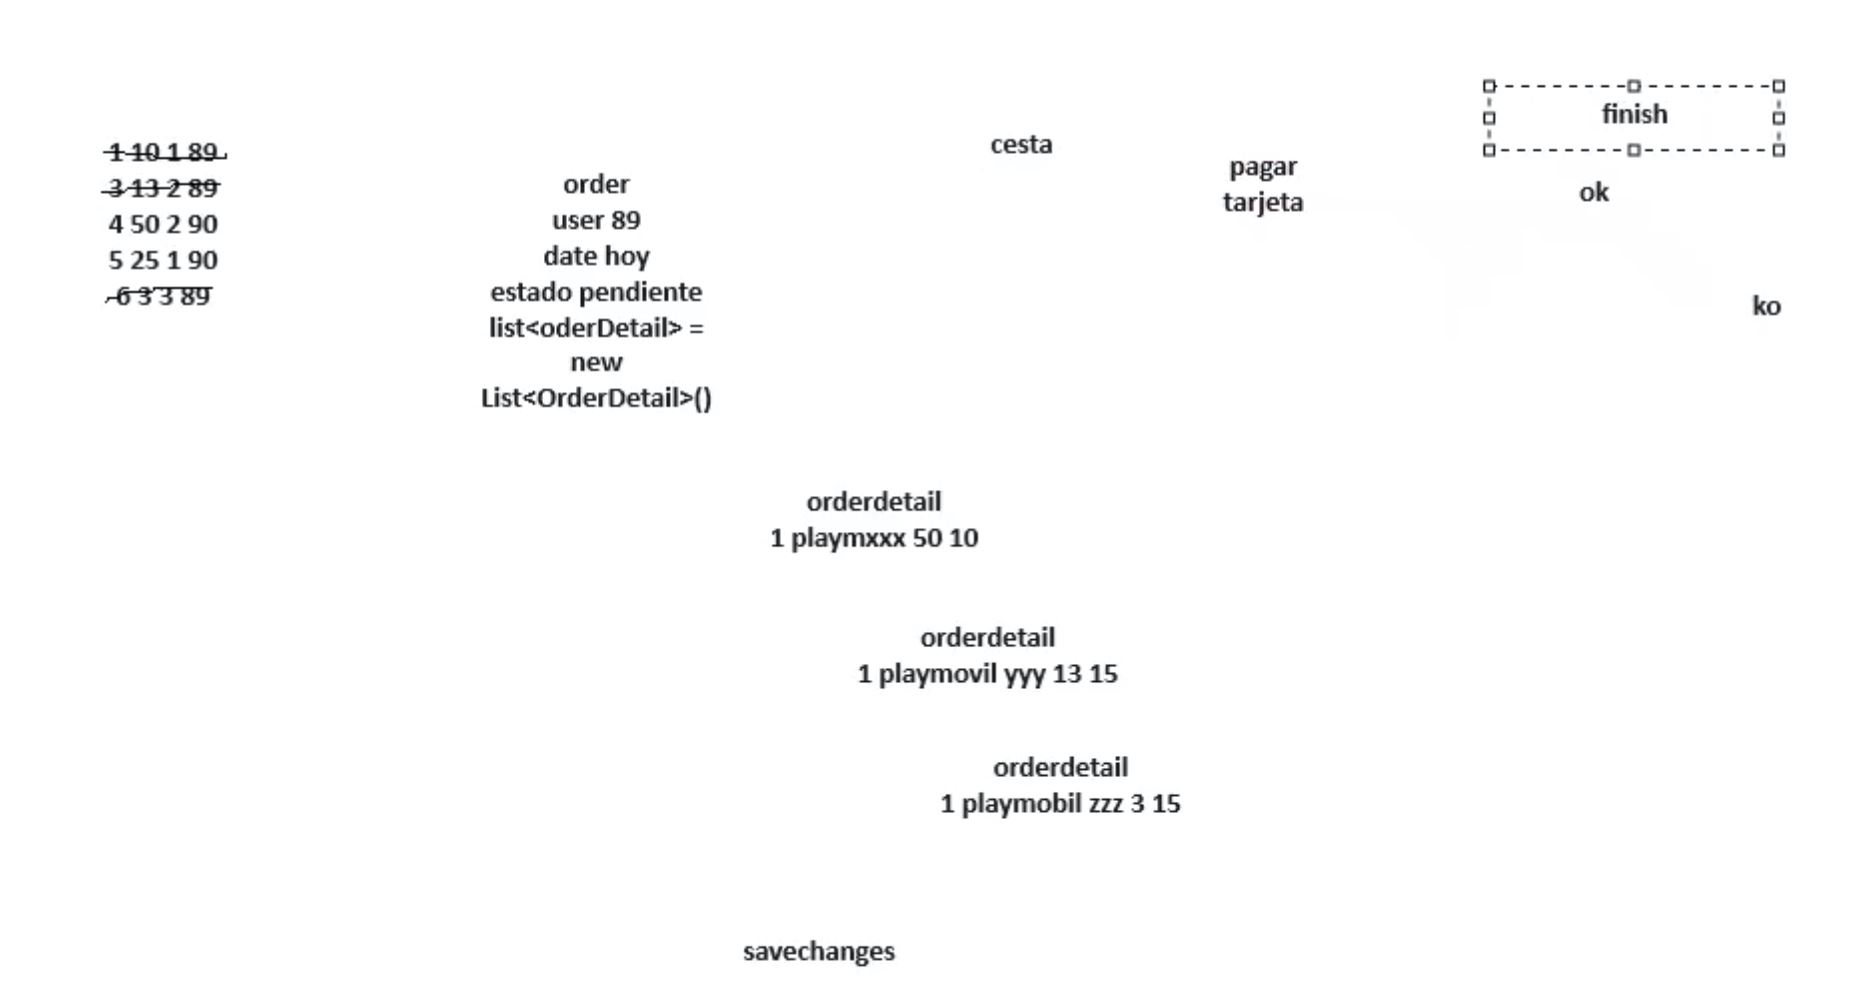 1 10 1 89
3 13 2 89
4 50 2 90
5 25 1 90
6 3 3 89
order
user 89
date hoy
estado pendiente
list<oderDetail> =
new
List<OrderDetail>()
cesta
pagar
tarjeta
finish
ok
ko
orderdetail
1 playmxxx 50 10
orderdetail
1 playmovil yyy 13 15
orderdetail
1 playmobil zzz 3 15
savechanges